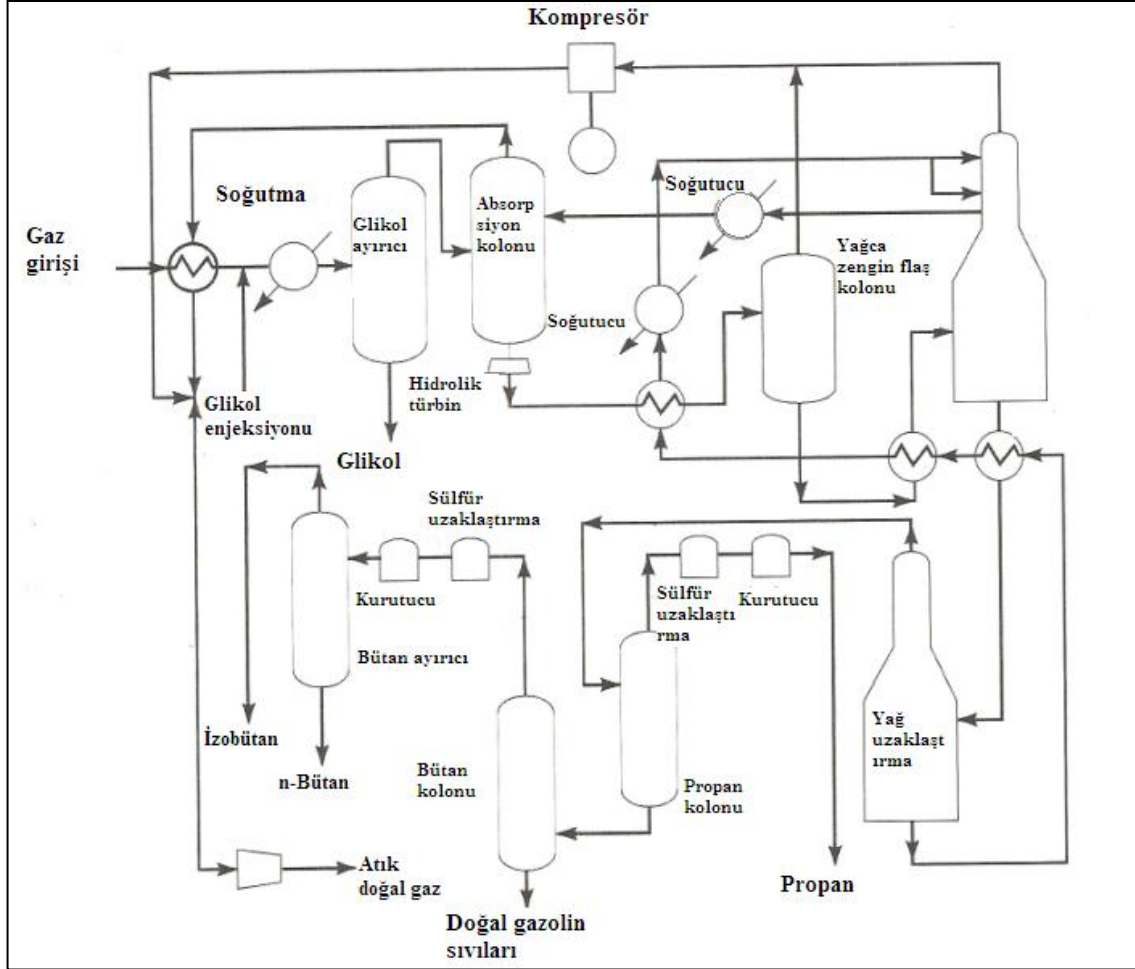 Kompresör
Soğutma
Glikol
ayırıcı
Absorp
siyon
kolonu
Soğutucu
Gaz
girişi
Yağca
zengin flaş
kolonu
Soğutucu
Hidrolik
türbin
Glikol
enjeksiyonu
Glikol
Sülfür
uzaklaştırma
Kurutucu
Sülfür
uzaklaştı
rma
Kurutucu
Bütan ayırıcı
Yağ
uzaklaşt
ırma
İzobütan
n-Bütan
Bütan
kolonu
Propan
kolonu
Atık
doğal gaz
Propan
Doğal gazolin
sıvıları